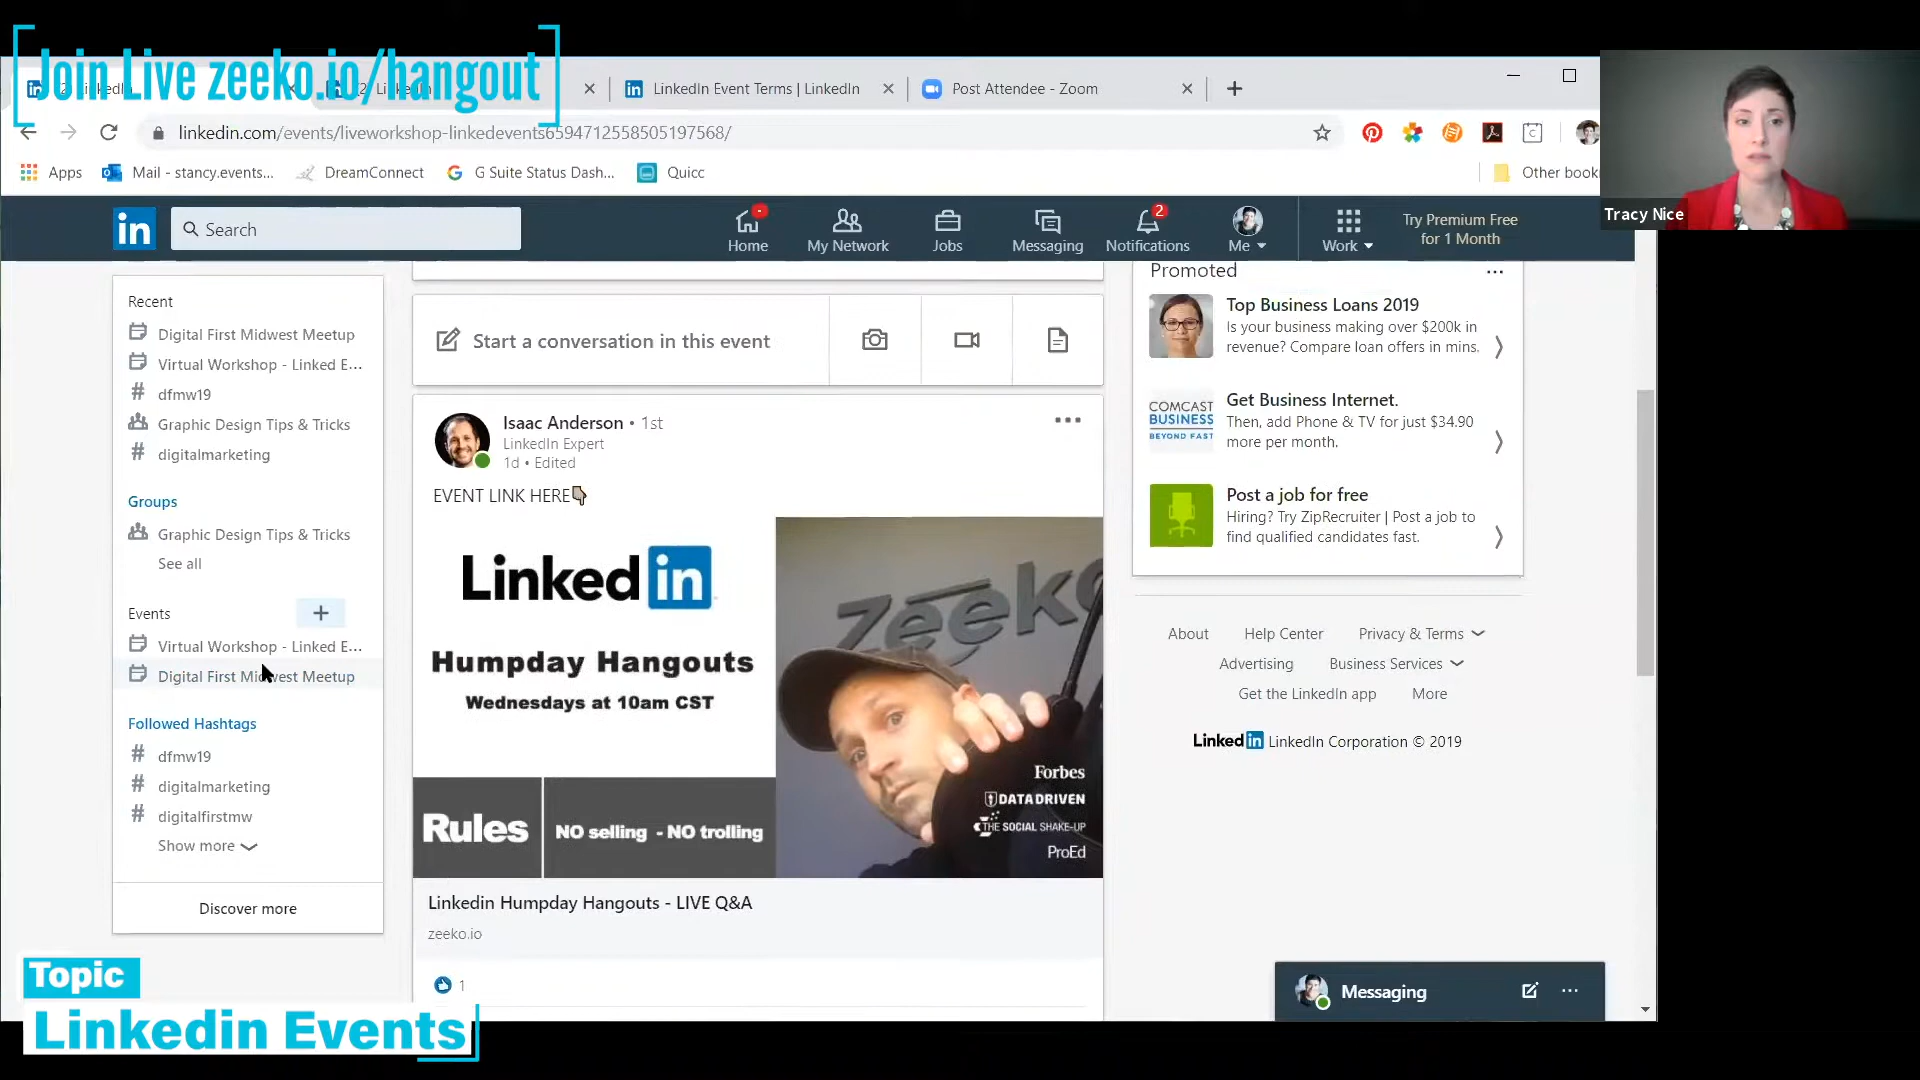 Join Live zeeko.io/hangout
LinkedIn Event Terms | LinkedIn
Post Attendee - Zoom
linkedin.com/events/liveworkshop-linkedevents6594712558505197568/
Apps
Mail - stancy.events...
DreamConnect
G Suite Status Dash...
Quicc
Other book
Tracy Nice
in
Search
Home
My Network
Jobs
Messaging
2
Notifications
Me
Work
Try Premium Free
for 1 Month
Recent
Digital First Midwest Meetup
Virtual Workshop - Linked E...
# dfmw19
Graphic Design Tips & Tricks
# digitalmarketing
Groups
Graphic Design Tips & Tricks
See all
Events
+
Virtual Workshop - Linked E...
Digital First Midwest Meetup
Followed Hashtags
# dfmw19
# digitalmarketing
# digitalfirstmw
Show more
Discover more
Start a conversation in this event
Isaac Anderson • 1st
LinkedIn Expert
1d • Edited
EVENT LINK HERE
Linked in
Humpday Hangouts
Wednesdays at 10am CST
Rules
NO selling - NO trolling
zeeko
Forbes
DATADRIVEN
THE SOCIAL SHAKE-UP
ProEd
Linkedin Humpday Hangouts - LIVE Q&A
zeeko.io
1
Promoted
Top Business Loans 2019
Is your business making over $200k in
revenue? Compare loan offers in mins.
COMCAST
BUSINESS
BEYOND FAST
Get Business Internet.
Then, add Phone & TV for just $34.90
more per month.
Post a job for free
Hiring? Try ZipRecruiter | Post a job to
find qualified candidates fast.
About
Help Center
Privacy & Terms
Advertising
Business Services
Get the LinkedIn app
More
Linked in LinkedIn Corporation © 2019
Messaging
Topic
Linkedin Events